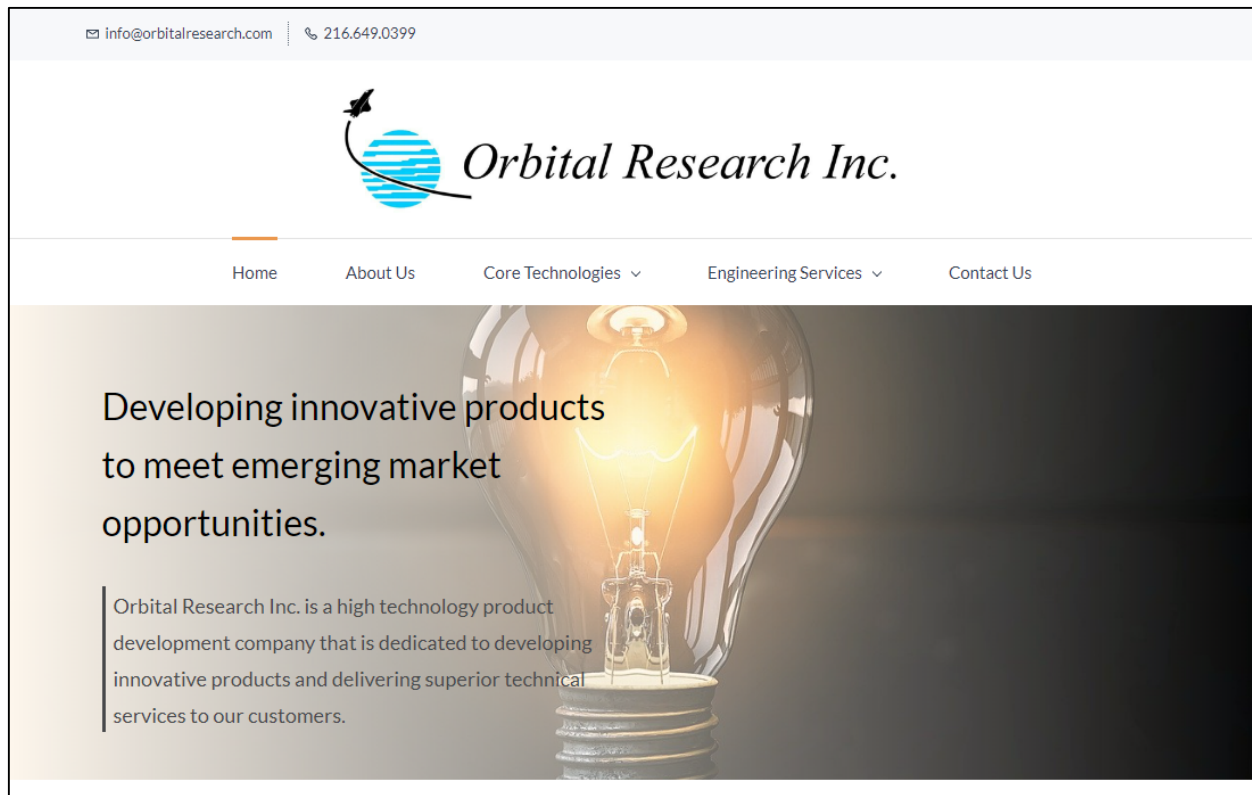 info@orbitalresearch.com 216.649.0399
Orbital Research Inc.
Home About Us Core Technologies Engineering Services Contact Us
Developing innovative products
to meet emerging market
opportunities.
Orbital Research Inc. is a high technology product
development company that is dedicated to developing
innovative products and delivering superior technical
services to our customers.